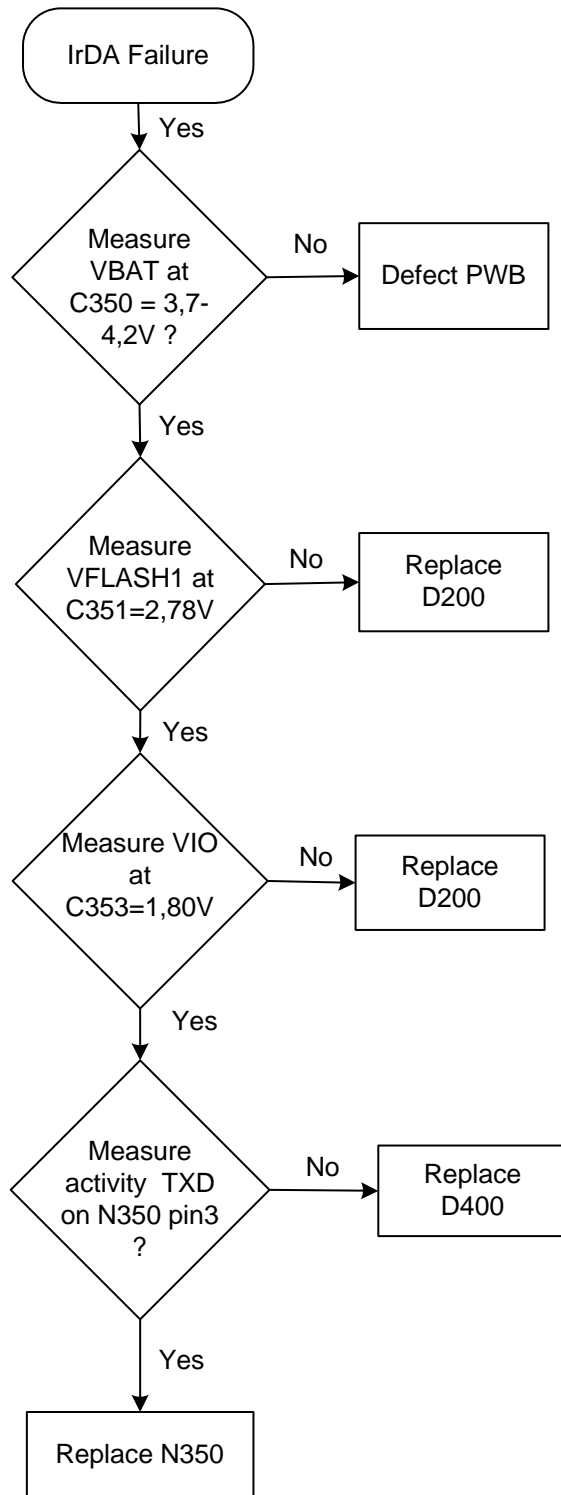 IrDA Failure
Yes
Measure
VBAT at
C350 = 3,7-
4,2V ?
No
Defect PWB
Yes
Measure
VFLASH1 at
C351=2,78V
No
Replace
D200
Yes
Measure VIO
at
C353=1,80V
No
Replace
D200
Yes
Measure
activity TXD
on N350 pin3
?
No
Replace
D400
Yes
Replace N350